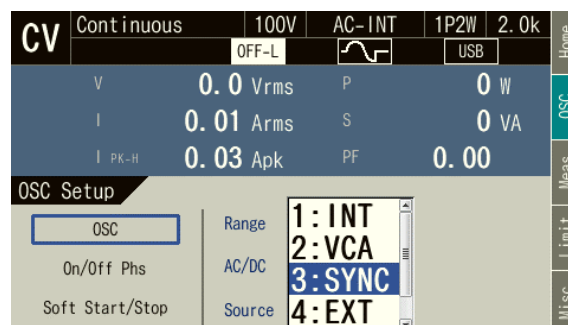 CV Continuous 100V AC-INT 1P2W 2.0k
OFF-L USB
V 0.0 Vrms P 0 W
I 0.01 Arms S 0 VA
I PK-H 0.03 Apk PF 0.00
OSC Setup
OSC
On/Off Phs
Soft Start/Stop
Range
AC/DC
Source
1:INT
2:VCA
3:SYNC
4:EXT
Home
OSC
Meas
Limit
Misc